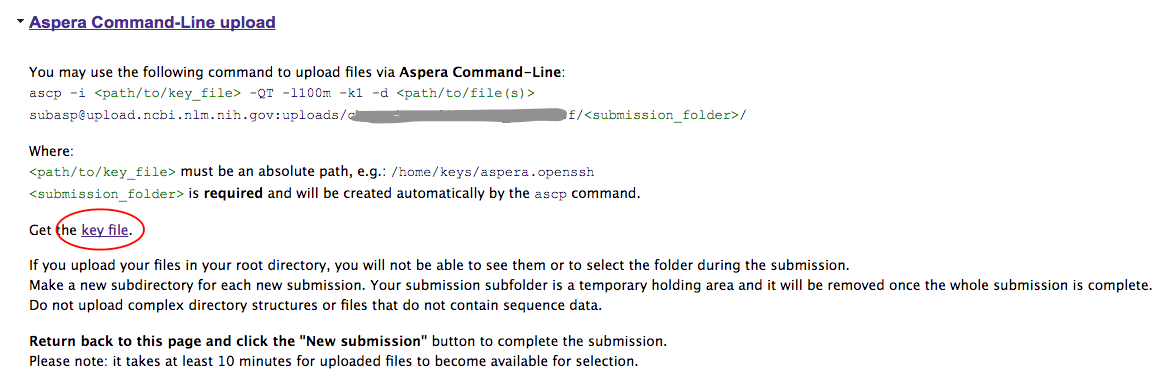 Aspera Command-Line upload
You may use the following command to upload files via Aspera Command-Line:
ascp -i <path/to/key_file> -QT -l100m -k1 -d <path/to/file(s)>
subasp@upload.ncbi.nlm.nih.gov:uploads/ f/<submission_folder>/
Where:
<path/to/key_file> must be an absolute path, e.g.: /home/keys/aspera.openssh
<submission_folder> is required and will be created automatically by the ascp command.
Get the key file.
If you upload your files in your root directory, you will not be able to see them or to select the folder during the submission.
Make a new subdirectory for each new submission. Your submission subfolder is a temporary holding area and it will be removed once the whole submission is complete.
Do not upload complex directory structures or files that do not contain sequence data.
Return back to this page and click the "New submission" button to complete the submission.
Please note: it takes at least 10 minutes for uploaded files to become available for selection.